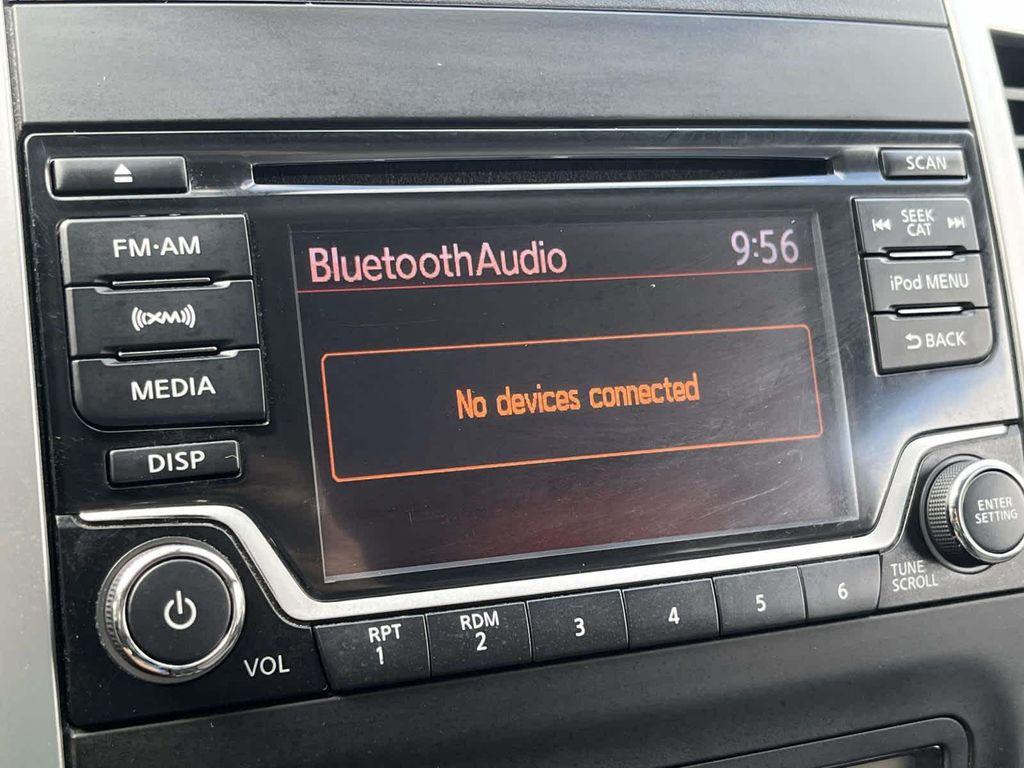 SCAN
FM·AM
SEEK
CAT
BluetoothAudio
9:56
iPod MENU
((XM))
BACK
MEDIA
No devices connected
DISP
ENTER
SETTING
TUNE
SCROLL
VOL
RPT
1
RDM
2
3
4
5
6